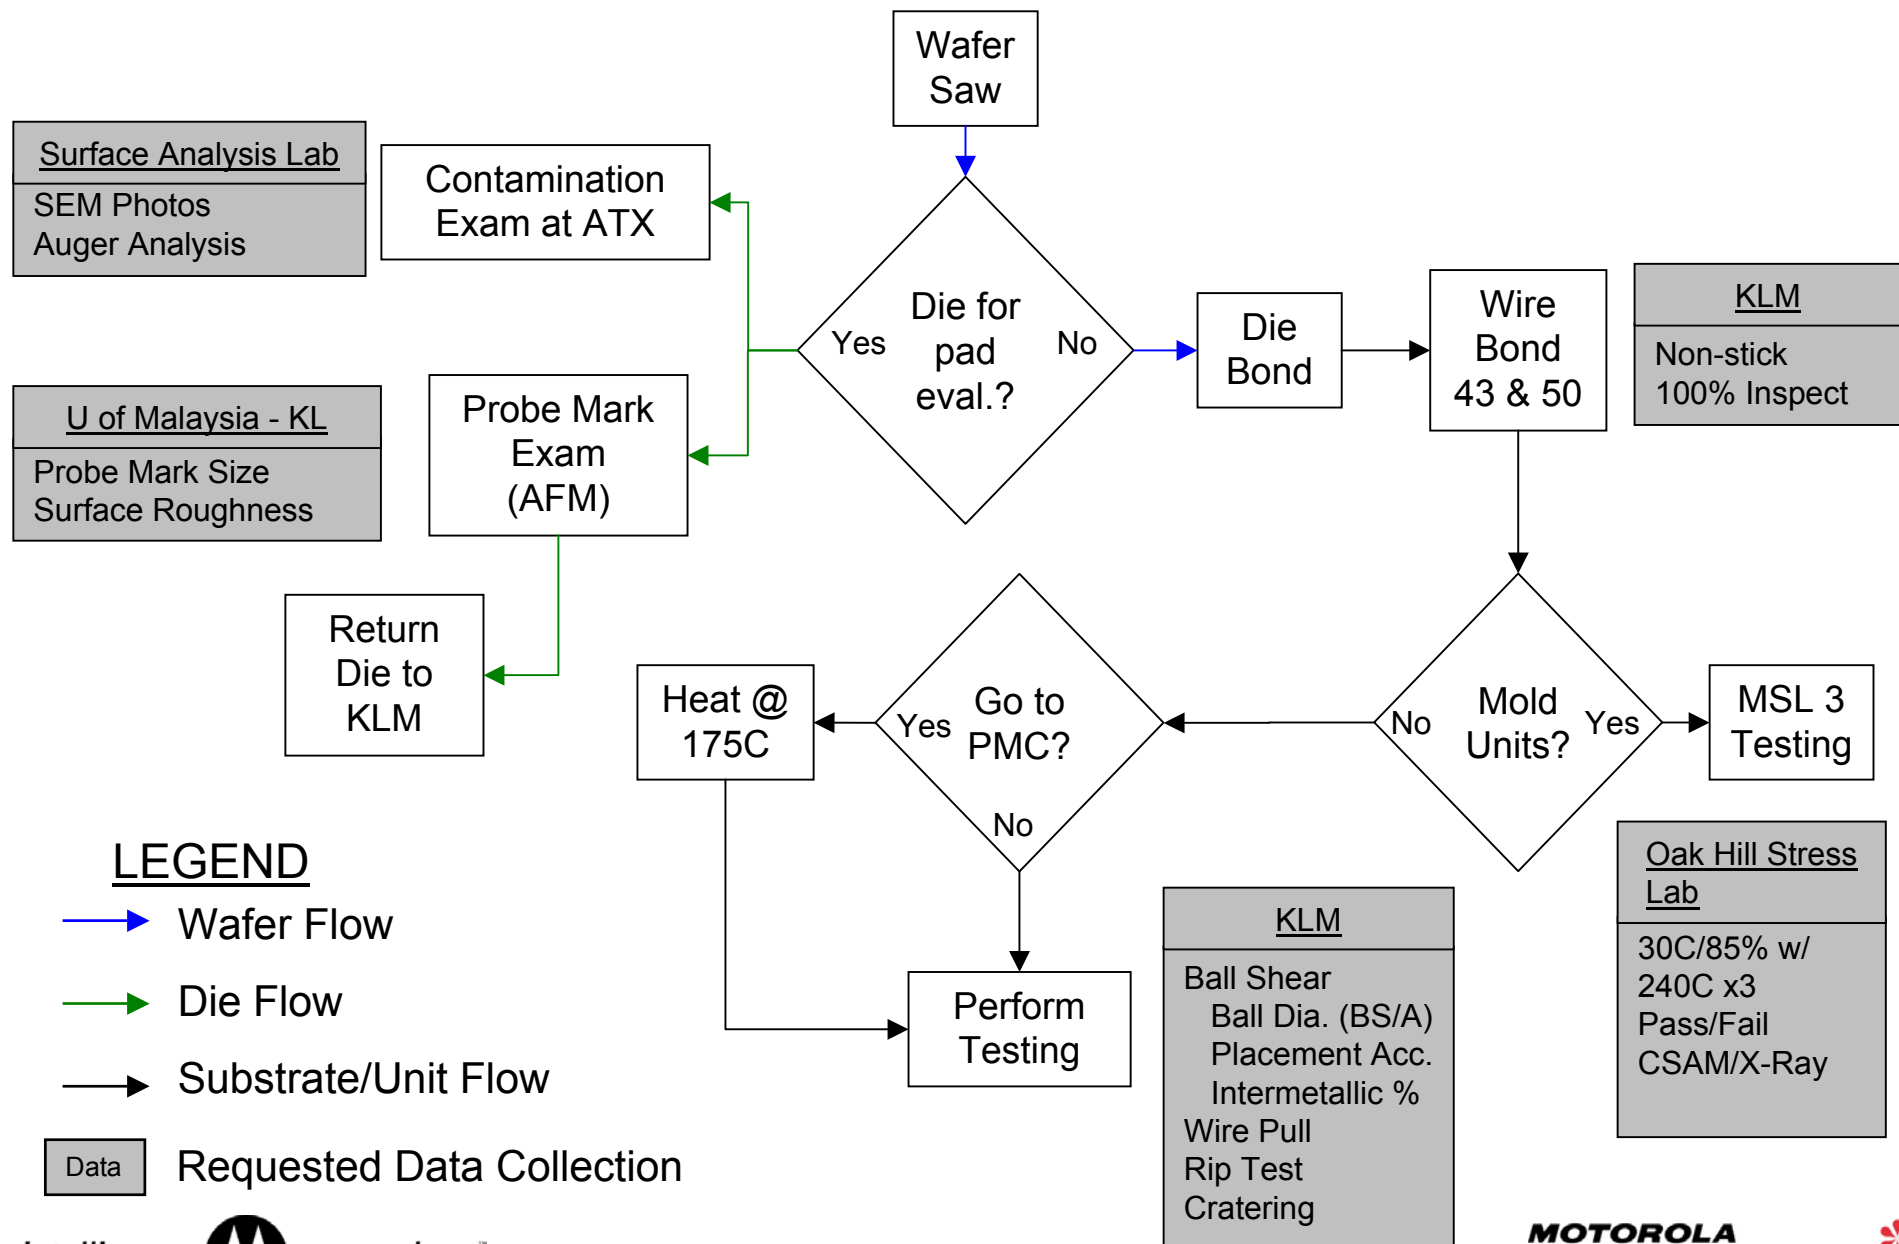 Wafer
Saw
Surface Analysis Lab
SEM Photos
Auger Analysis
Contamination
Exam at ATX
Die for
pad
eval.?
Yes
No
Die
Bond
Wire
Bond
43 & 50
KLM
Non-stick
100% Inspect
U of Malaysia - KL
Probe Mark Size
Surface Roughness
Probe Mark
Exam
(AFM)
Return
Die to
KLM
Heat @
175C
Yes
Go to
PMC?
No
No
Mold
Units?
Yes
MSL 3
Testing
Oak Hill Stress
Lab
30C/85% w/
240C x3
Pass/Fail
CSAM/X-Ray
Perform
Testing
KLM
Ball Shear
Ball Dia. (BS/A)
Placement Acc.
Intermetallic %
Wire Pull
Rip Test
Cratering
LEGEND
Wafer Flow
Die Flow
Substrate/Unit Flow
Data
Requested Data Collection
MOTOROLA